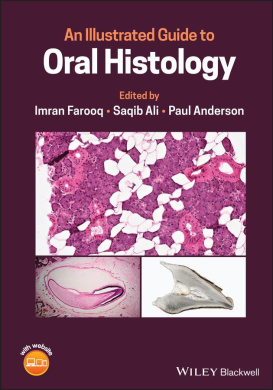 An Illustrated Guide to
Oral Histology
Edited by
Imran Farooq • Saqib Ali • Paul Anderson
with website
WILEY Blackwell